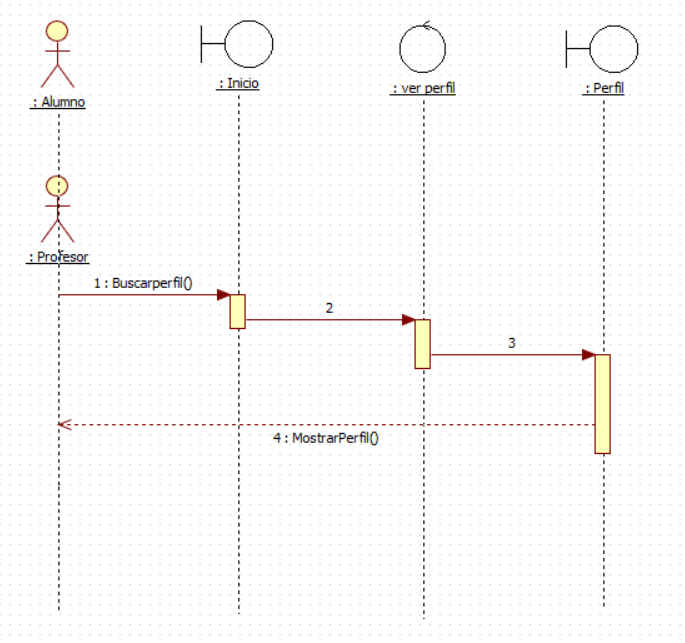 : Inicio
: ver perfil
: Perfil
: Alumno
: Profesor
1 : Buscarperfil()
2
3
4 : MostrarPerfil()